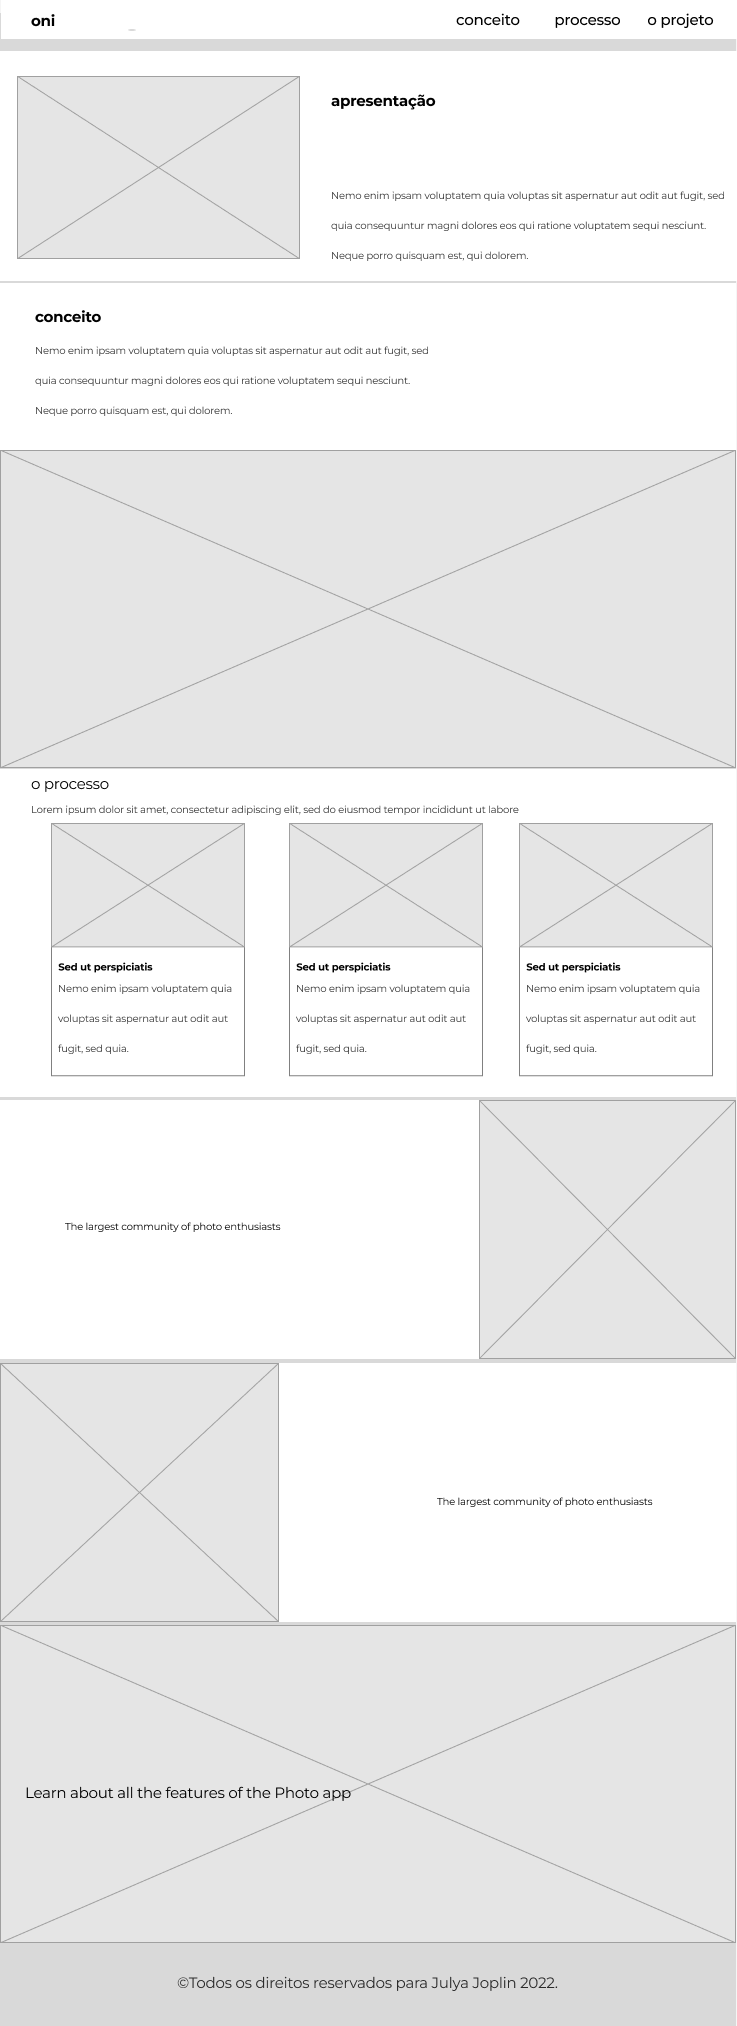 oni
conceito processo o projeto
apresentação
Nemo enim ipsam voluptatem quia voluptas sit aspernatur aut odit aut fugit, sed
quia consequuntur magni dolores eos qui ratione voluptatem sequi nesciunt.
Neque porro quisquam est, qui dolorem.
conceito
Nemo enim ipsam voluptatem quia voluptas sit aspernatur aut odit aut fugit, sed
quia consequuntur magni dolores eos qui ratione voluptatem sequi nesciunt.
Neque porro quisquam est, qui dolorem.
o processo
Lorem ipsum dolor sit amet, consectetur adipiscing elit, sed do eiusmod tempor incididunt ut labore
Sed ut perspiciatis
Nemo enim ipsam voluptatem quia
voluptas sit aspernatur aut odit aut
fugit, sed quia.
Sed ut perspiciatis
Nemo enim ipsam voluptatem quia
voluptas sit aspernatur aut odit aut
fugit, sed quia.
Sed ut perspiciatis
Nemo enim ipsam voluptatem quia
voluptas sit aspernatur aut odit aut
fugit, sed quia.
The largest community of photo enthusiasts
The largest community of photo enthusiasts
Learn about all the features of the Photo app
©Todos os direitos reservados para Julya Joplin 2022.